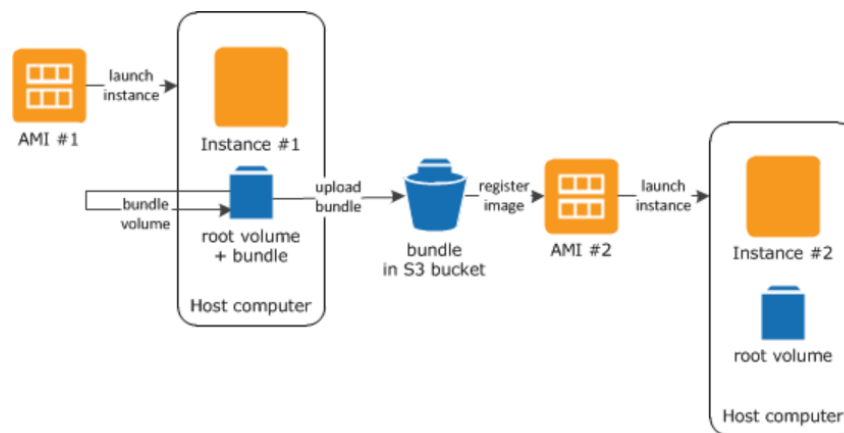 AMI #1
launch
instance
Instance #1
bundle
volume
root volume
+ bundle
Host computer
upload
bundle
bundle
in S3 bucket
register
image
AMI #2
launch
instance
Instance #2
root volume
Host computer